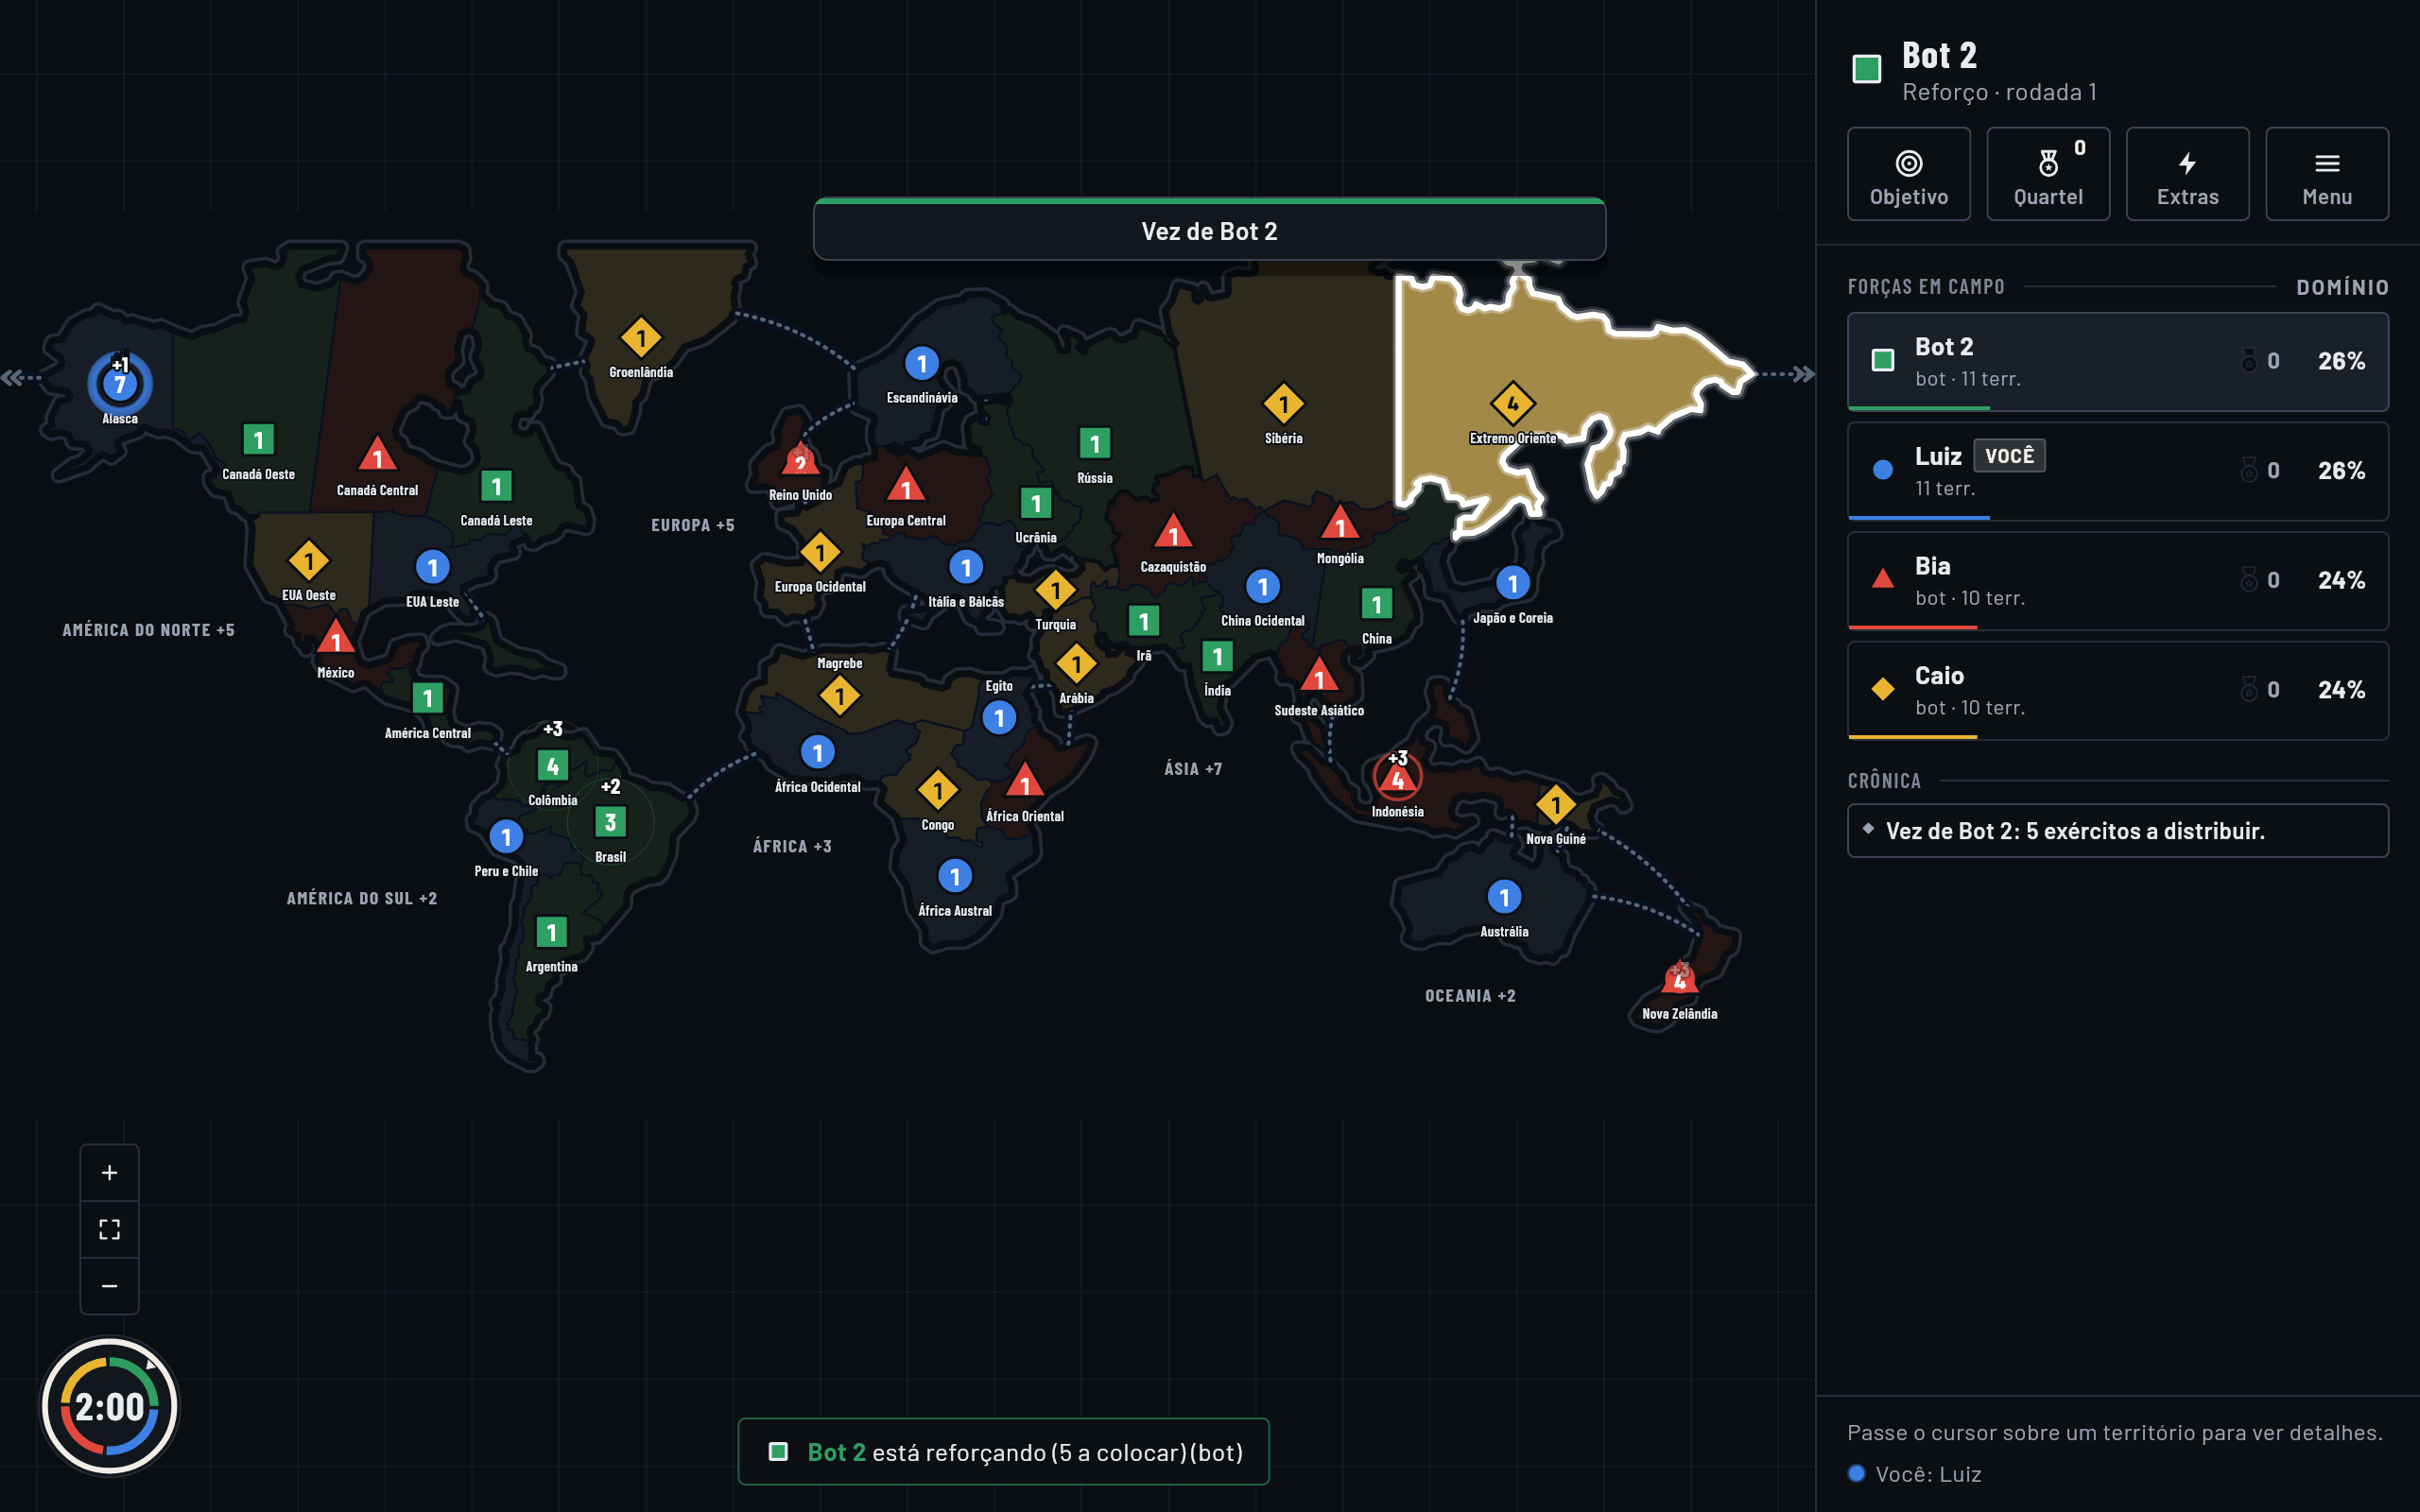 Bot 2
Reforço · rodada 1
Objetivo
0
Quartel
Extras
Menu
FORÇAS EM CAMPO
DOMÍNIO
Bot 2
bot · 11 terr.
0
26%
Luiz VOCÊ
11 terr.
0
26%
Bia
bot · 10 terr.
0
24%
Caio
bot · 10 terr.
0
24%
CRÔNICA
Vez de Bot 2: 5 exércitos a distribuir.
Passe o cursor sobre um território para ver detalhes.
Você: Luiz
Vez de Bot 2
+1
7
Alasca
1
Canadá Oeste
1
Canadá Central
1
Canadá Leste
1
Groenlândia
1
EUA Oeste
1
EUA Leste
1
México
1
América Central
AMÉRICA DO NORTE +5
+3
4
Colômbia
+2
3
Brasil
1
Peru e Chile
1
Argentina
AMÉRICA DO SUL +2
1
Escandinávia
2
Reino Unido
1
Europa Central
1
Europa Ocidental
1
Itália e Bálcãs
1
Ucrânia
1
Rússia
EUROPA +5
Magrebe
1
Egito
1
1
África Ocidental
1
Congo
1
África Oriental
1
África Austral
ÁFRICA +3
1
Sibéria
4
Extremo Oriente
1
Cazaquistão
1
Mongólia
1
China Ocidental
1
China
1
Japão e Coreia
1
Turquia
1
Arábia
1
Irã
1
Índia
1
Sudeste Asiático
ÁSIA +7
+3
4
Indonésia
1
Nova Guiné
1
Austrália
+3
4
Nova Zelândia
OCEANIA +2
+
−
2:00
Bot 2 está reforçando (5 a colocar) (bot)